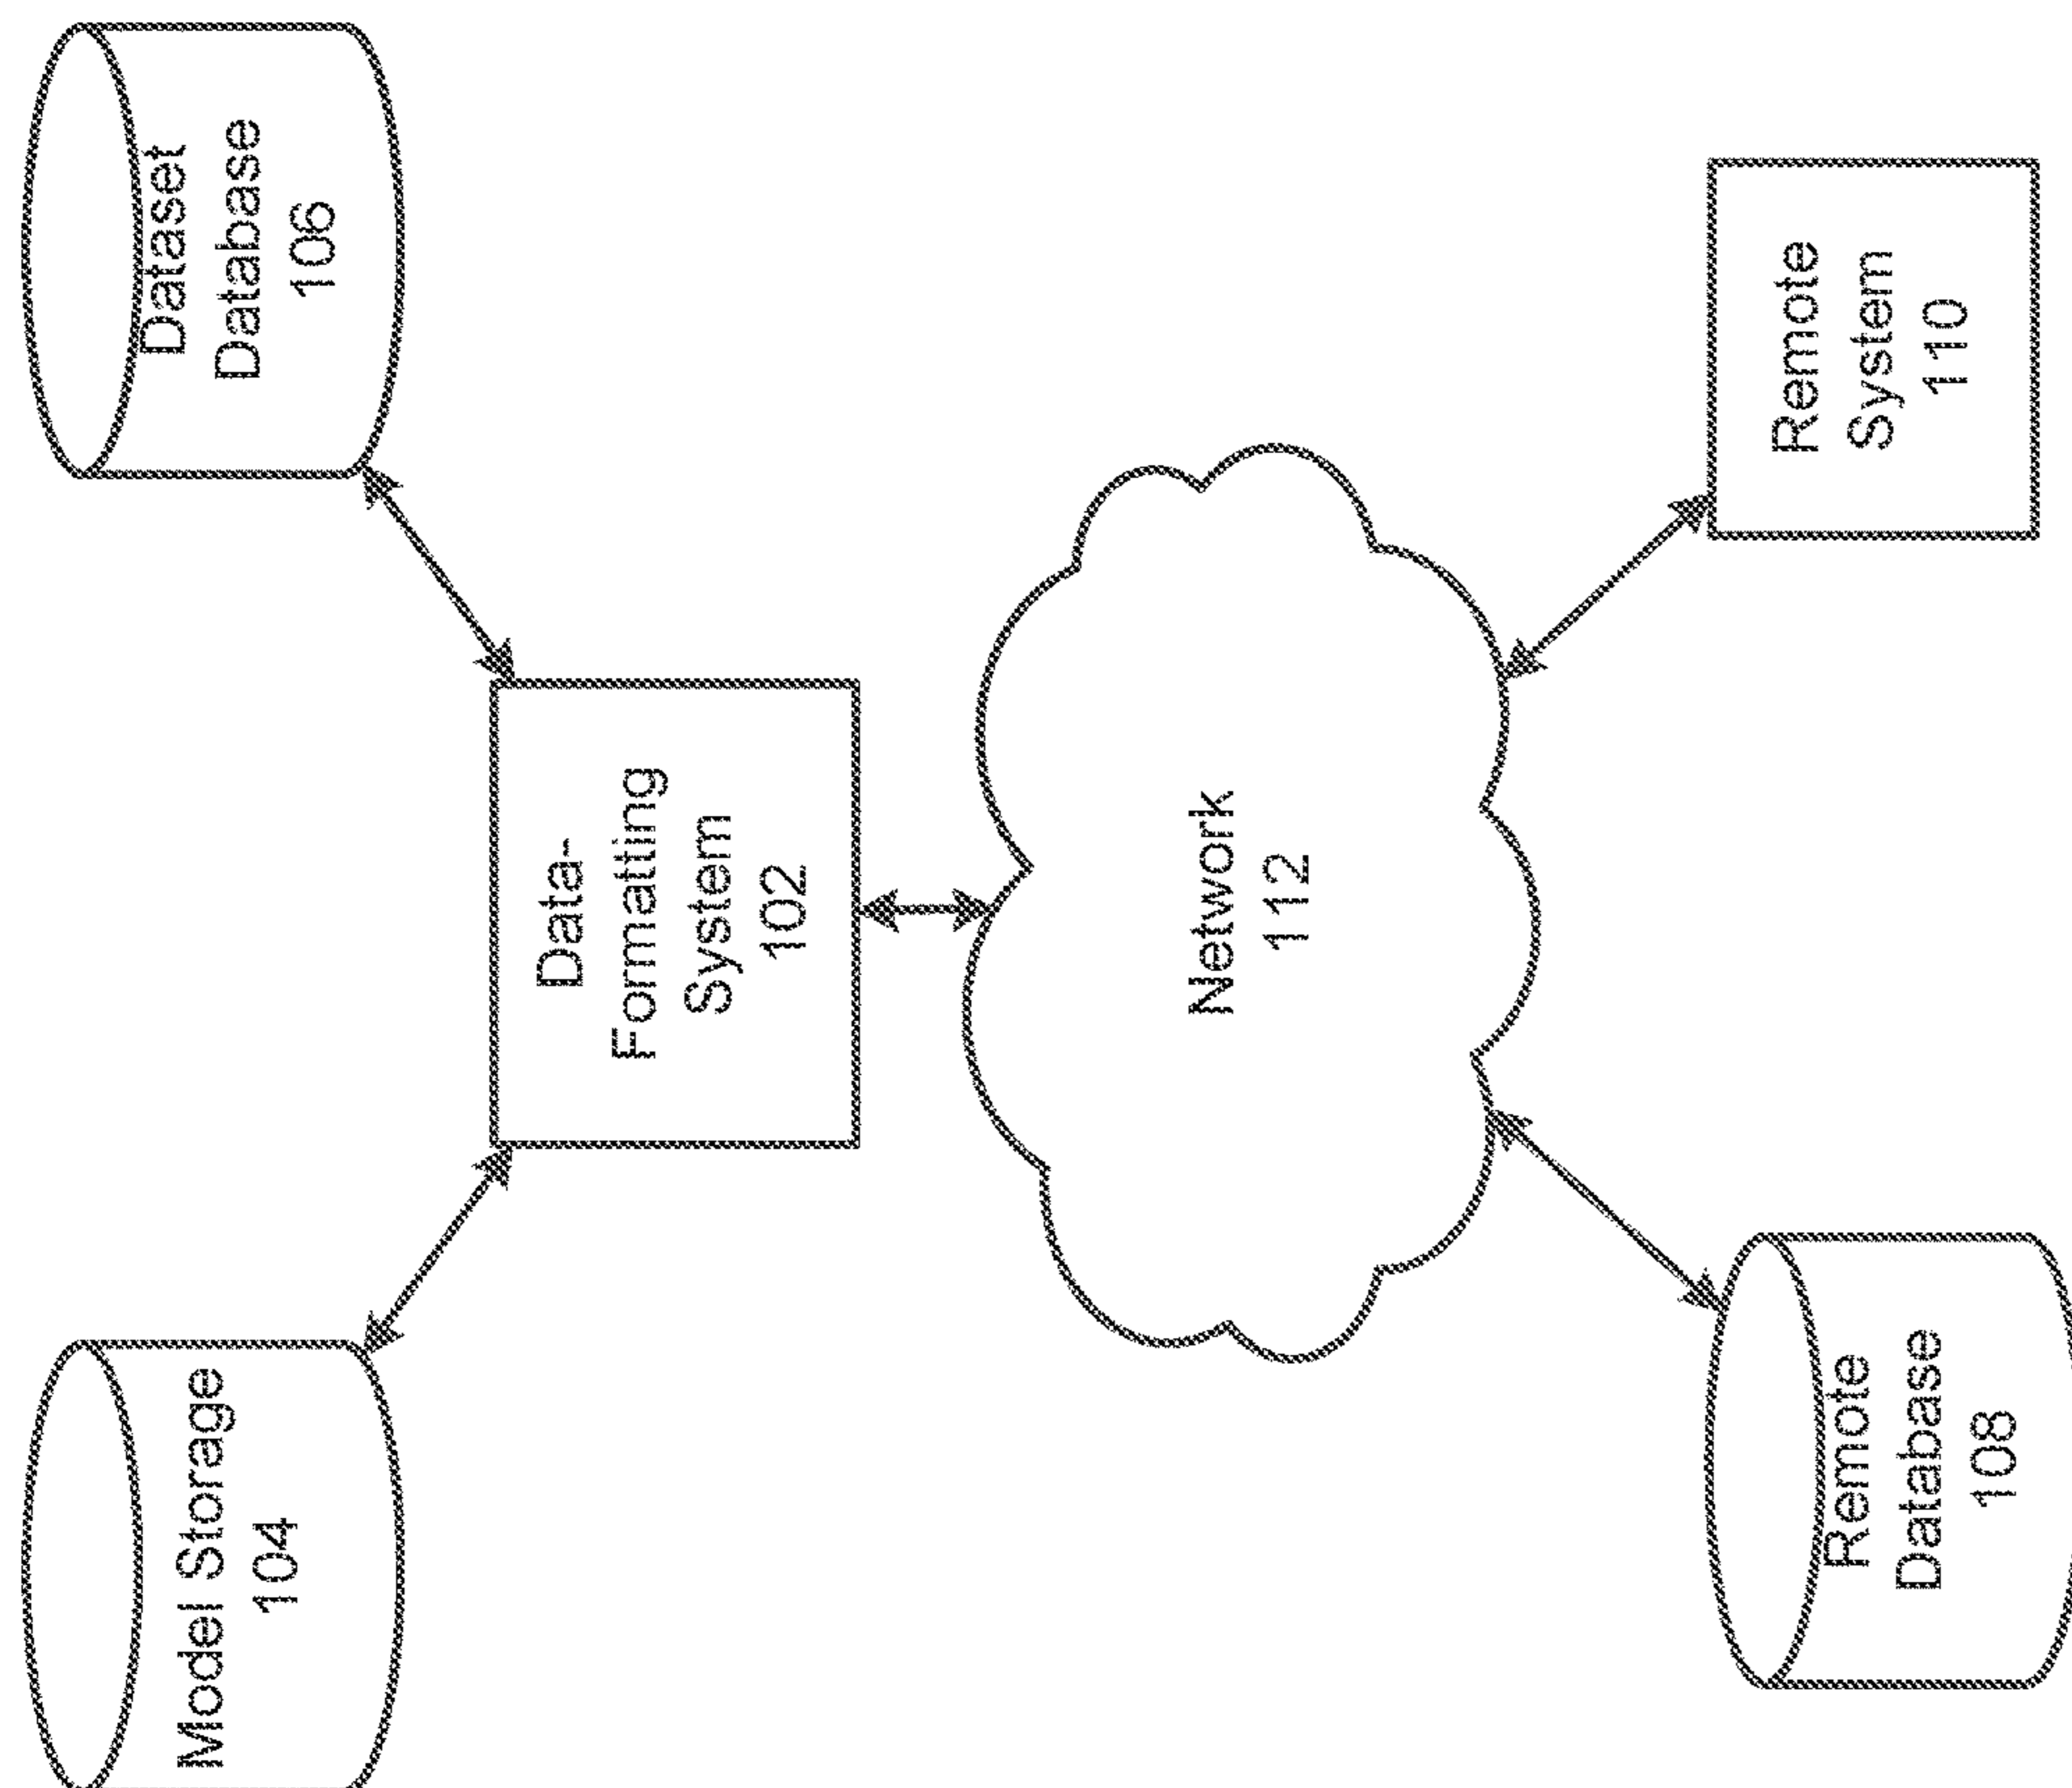 Model Storage
104
Dataset
Database
106
Data-
Formatting
System
102
Network
112
Remote
Database
108
Remote
System
110